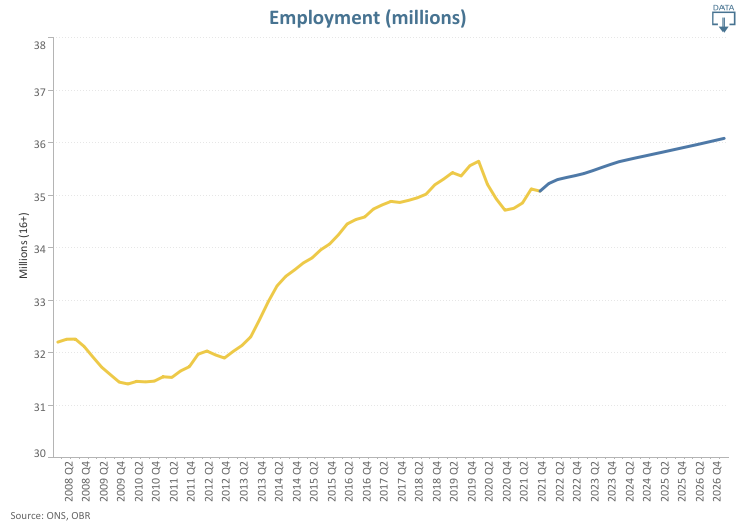 Employment (millions)
DATA
38
37
36
35
34
33
32
31
30
Millions (16+)
2008 Q2
2008 Q4
2009 Q2
2009 Q4
2010 Q2
2010 Q4
2011 Q2
2011 Q4
2012 Q2
2012 Q4
2013 Q2
2013 Q4
2014 Q2
2014 Q4
2015 Q2
2015 Q4
2016 Q2
2016 Q4
2017 Q2
2017 Q4
2018 Q2
2018 Q4
2019 Q2
2019 Q4
2020 Q2
2020 Q4
2021 Q2
2021 Q4
2022 Q2
2022 Q4
2023 Q2
2023 Q4
2024 Q2
2024 Q4
2025 Q2
2025 Q4
2026 Q2
2026 Q4
Source: ONS, OBR